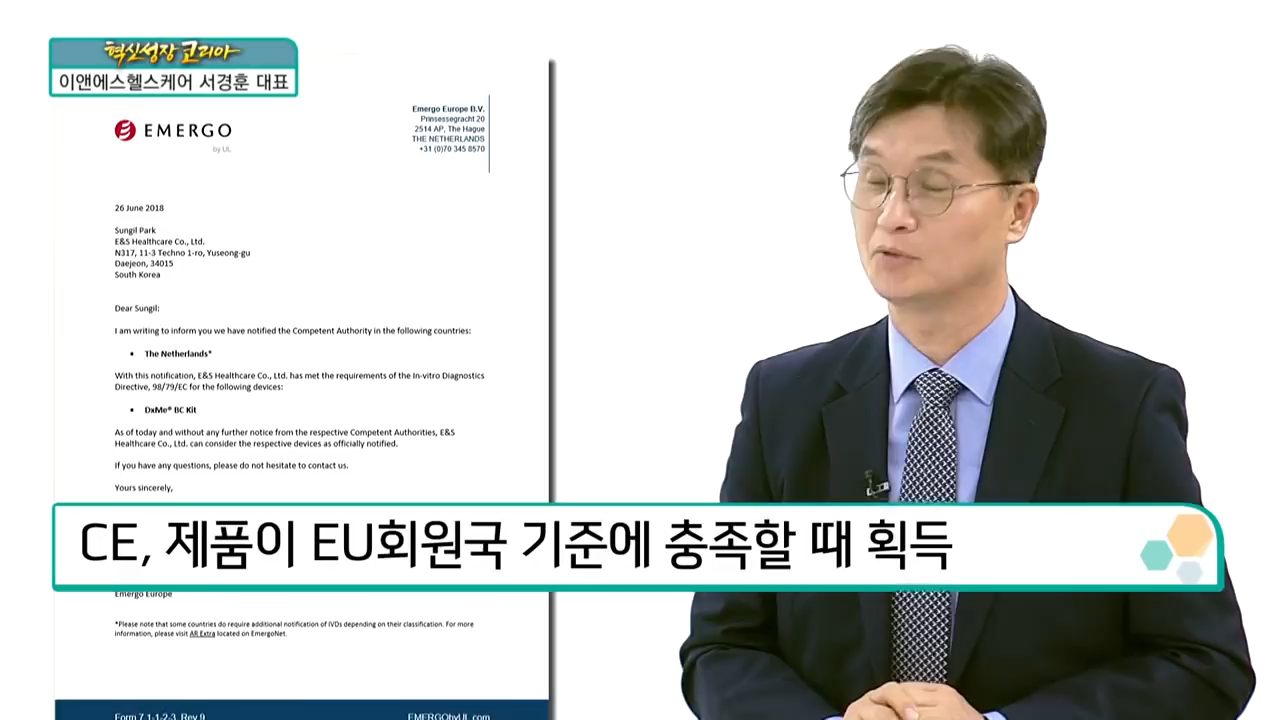 혁신성장 코리아
이앤에스헬스케어 서경훈 대표
EMERGO
by UL
Emergo Europe B.V.
Prinsessegracht 20
2514 AP, The Hague
THE NETHERLANDS
+31 (0)70 345 8570
26 June 2018
Sungil Park
E&S Healthcare Co., Ltd.
N317, 11-3 Techno 1-ro, Yuseong-gu
Daejeon, 34015
South Korea
Dear Sungil:
I am writing to inform you we have notified the Competent Authority in the following countries:
• The Netherlands*
With this notification, E&S Healthcare Co., Ltd. has met the requirements of the In-vitro Diagnostics
Directive, 98/79/EC for the following devices:
• DxMe® BC Kit
As of today and without any further notice from the respective Competent Authorities, E&S
Healthcare Co., Ltd. can consider the respective devices as officially notified.
If you have any questions, please do not hesitate to contact us.
Yours sincerely,
CE, 제품이 EU회원국 기준에 충족할 때 획득
Emergo Europe
*Please note that some countries do require additional notification of IVDs depending on their classification. For more
information, please visit AR Extra located on EmergoNet.
Form 7.1-1-2-3, Rev 9
EMERGObyUL.com